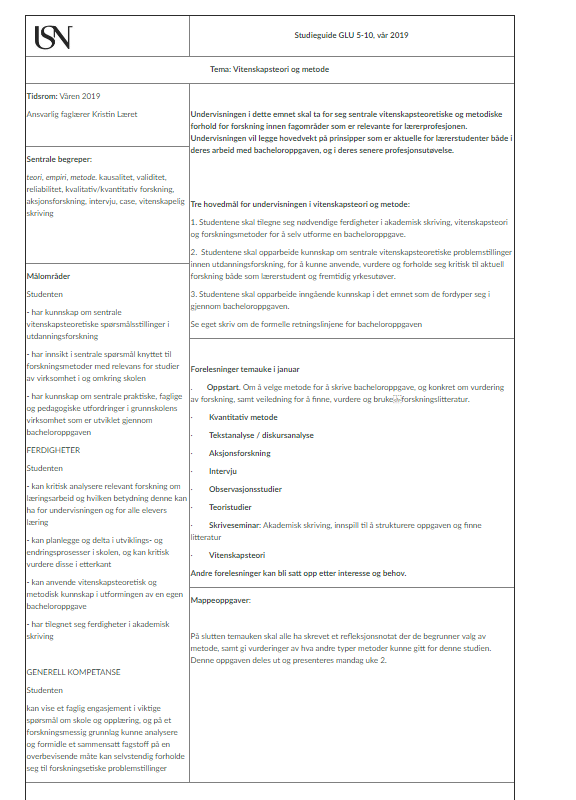 USN
Studieguide GLU 5-10, vår 2019
Tema: Vitenskapsteori og metode
Tidsrom: Våren 2019
Ansvarlig faglærer Kristin Læret
Sentrale begreper:
teori, empiri, metode. kausalitet, validitet,
reliabilitet, kvalitativ/kvantitativ forskning,
aksjonsforskning, intervju, case, vitenskapelig
skriving
Målområder
Studenten
- har kunnskap om sentrale
vitenskapsteoretiske spørsmålsstillinger i
utdanningsforskning
- har innsikt i sentrale spørsmål knyttet til
forskningsmetoder med relevans for studier
av virksomhet i og omkring skolen
- har kunnskap om sentrale praktiske, faglige
og pedagogiske utfordringer i grunnskolens
virksomhet som er utviklet gjennom
bacheloroppgaven
FERDIGHETER
Studenten
- kan kritisk analysere relevant forskning om
læringsarbeid og hvilken betydning denne kan
ha for undervisningen og for alle elevers
læring
- kan planlegge og delta i utviklings- og
endringsprosesser i skolen, og kan kritisk
vurdere disse i etterkant
- kan anvende vitenskapsteoretisk og
metodisk kunnskap i utformingen av en egen
bacheloroppgave
- har tilegnet seg ferdigheter i akademisk
skriving
GENERELL KOMPETANSE
Studenten
kan vise et faglig engasjement i viktige
spørsmål om skole og opplæring, og på et
forskningsmessig grunnlag kunne analysere
og formidle et sammensatt fagstoff på en
overbevisende måte kan selvstendig forholde
seg til forskningsetiske problemstillinger
Undervisningen i dette emnet skal ta for seg sentrale vitenskapsteoretiske og metodiske
forhold for forskning innen fagområder som er relevante for lærerprofesjonen.
Undervisningen vil legge hovedvekt på prinsipper som er aktuelle for lærerstudenter både i
deres arbeid med bacheloroppgaven, og i deres senere profesjonsutøvelse.
Tre hovedmål for undervisningen i vitenskapsteori og metode:
1. Studentene skal tilegne seg nødvendige ferdigheter i akademisk skriving, vitenskapsteori
og forskningsmetoder for å selv utforme en bacheloroppgave.
2. Studentene skal opparbeide kunnskap om sentrale vitenskapsteoretiske problemstillinger
innen utdanningsforskning, for å kunne anvende, vurdere og forholde seg kritisk til aktuell
forskning både som lærerstudent og fremtidig yrkesutøver.
3. Studentene skal opparbeide inngående kunnskap i det emnet som de fordyper seg i
gjennom bacheloroppgaven.
Se eget skriv om de formelle retningslinjene for bacheloroppgaven
Forelesninger temauke i januar
· Oppstart. Om å velge metode for å skrive bacheloroppgave, og konkret om vurdering
av forskning, samt veiledning for å finne, vurdere og bruke forskningslitteratur.
· Kvantitativ metode
· Tekstanalyse / diskursanalyse
· Aksjonsforskning
· Intervju
· Observasjonsstudier
· Teoristudier
· Skriveseminar: Akademisk skriving, innspill til å strukturere oppgaven og finne
litteratur
· Vitenskapsteori
Andre forelesninger kan bli satt opp etter interesse og behov.
Mappeoppgaver:
På slutten temauken skal alle ha skrevet et refleksjonsnotat der de begrunner valg av
metode, samt gi vurderinger av hva andre typer metoder kunne gitt for denne studien.
Denne oppgaven deles ut og presenteres mandag uke 2.